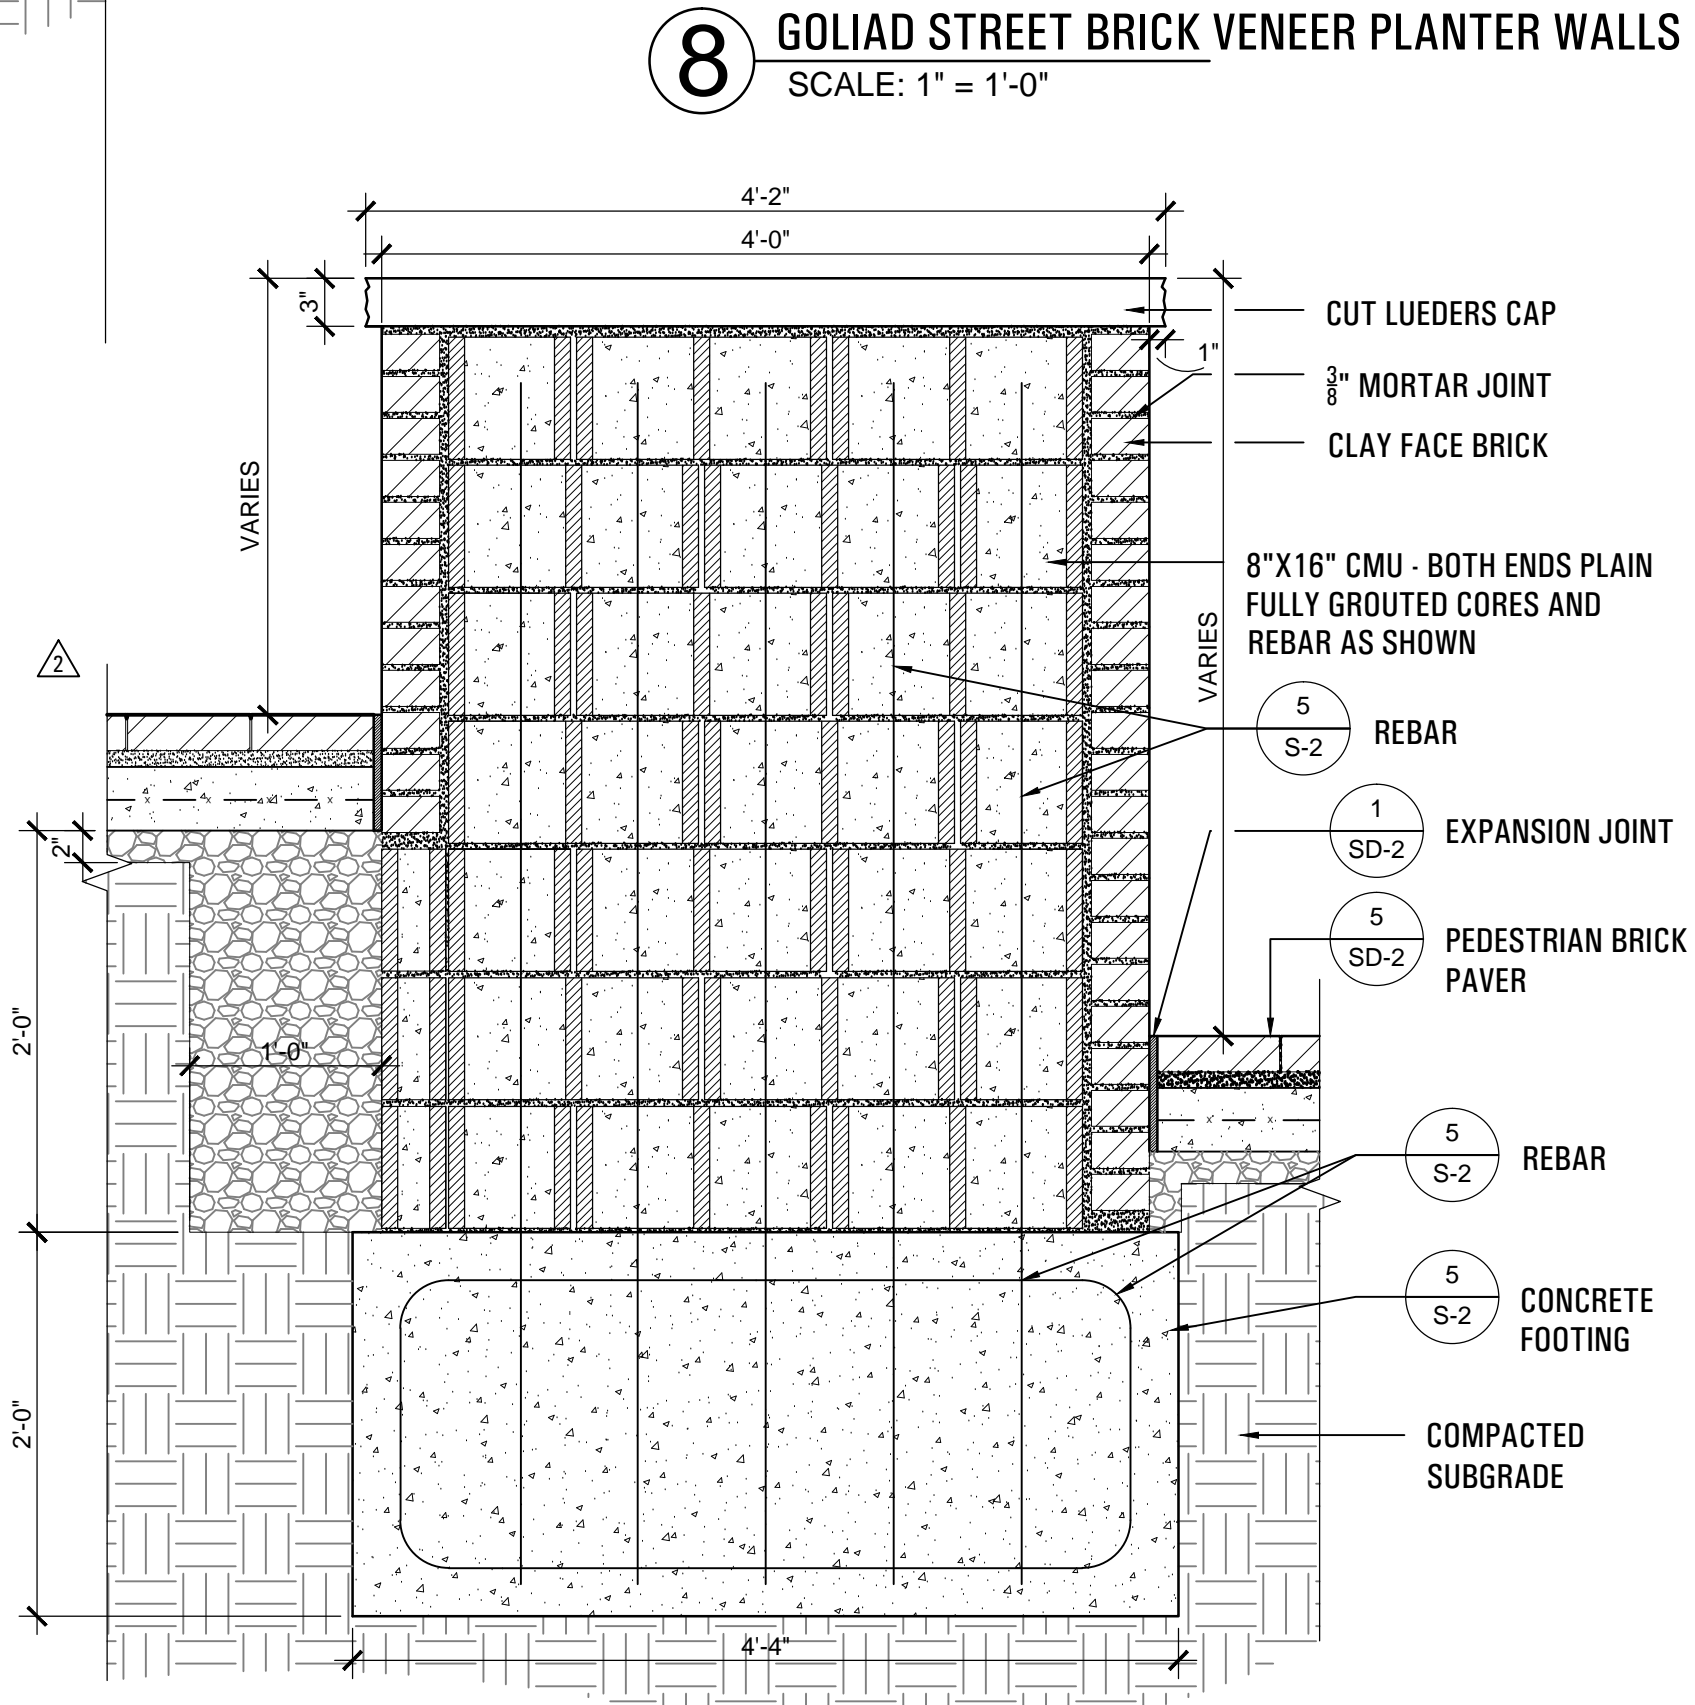 8
GOLIAD STREET BRICK VENEER PLANTER WALLS
SCALE: 1" = 1'-0"
4'-2"
4'-0"
3"
CUT LUEDERS CAP
1"
3/8" MORTAR JOINT
CLAY FACE BRICK
VARIES
8"X16" CMU - BOTH ENDS PLAIN
FULLY GROUTED CORES AND
REBAR AS SHOWN
VARIES
2
5
S-2
REBAR
x x x x
1
SD-2
EXPANSION JOINT
2"
5
SD-2
PEDESTRIAN BRICK
PAVER
2'-0"
1'-0"
x x
5
S-2
REBAR
5
S-2
CONCRETE
FOOTING
2'-0"
COMPACTED
SUBGRADE
4'-4"